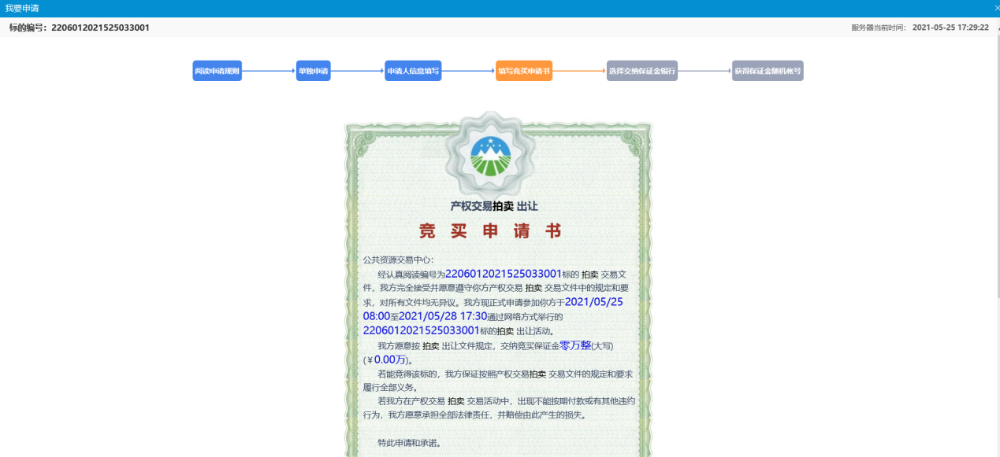 我要申请
标的编号：2206012021525033001
服务器当前时间： 2021-05-25 17:29:22
阅读申请规则
单独申请
申请人信息填写
填写竞买申请书
选择交纳保证金银行
获得保证金随机帐号
产权交易拍卖 出让
竞 买 申 请 书
公共资源交易中心：
经认真阅读编号为2206012021525033001标的 拍卖 交易文
件，我方完全接受并愿意遵守你方产权交易 拍卖 交易文件中的规定和要
求，对所有文件均无异议。我方现正式申请参加你方于2021/05/25
08:00至2021/05/28 17:30通过网络方式举行的
2206012021525033001标的拍卖 出让活动。
我方愿意按 拍卖 出让文件规定，交纳竞买保证金零万整(大写)
(￥0.00万)。
若能竞得该标的，我方保证按照产权交易拍卖 交易文件的规定和要求
履行全部义务。
若我方在产权交易 拍卖 交易活动中，出现不能按期付款或有其他违约
行为，我方愿意承担全部法律责任，并赔偿由此产生的损失。
特此申请和承诺。